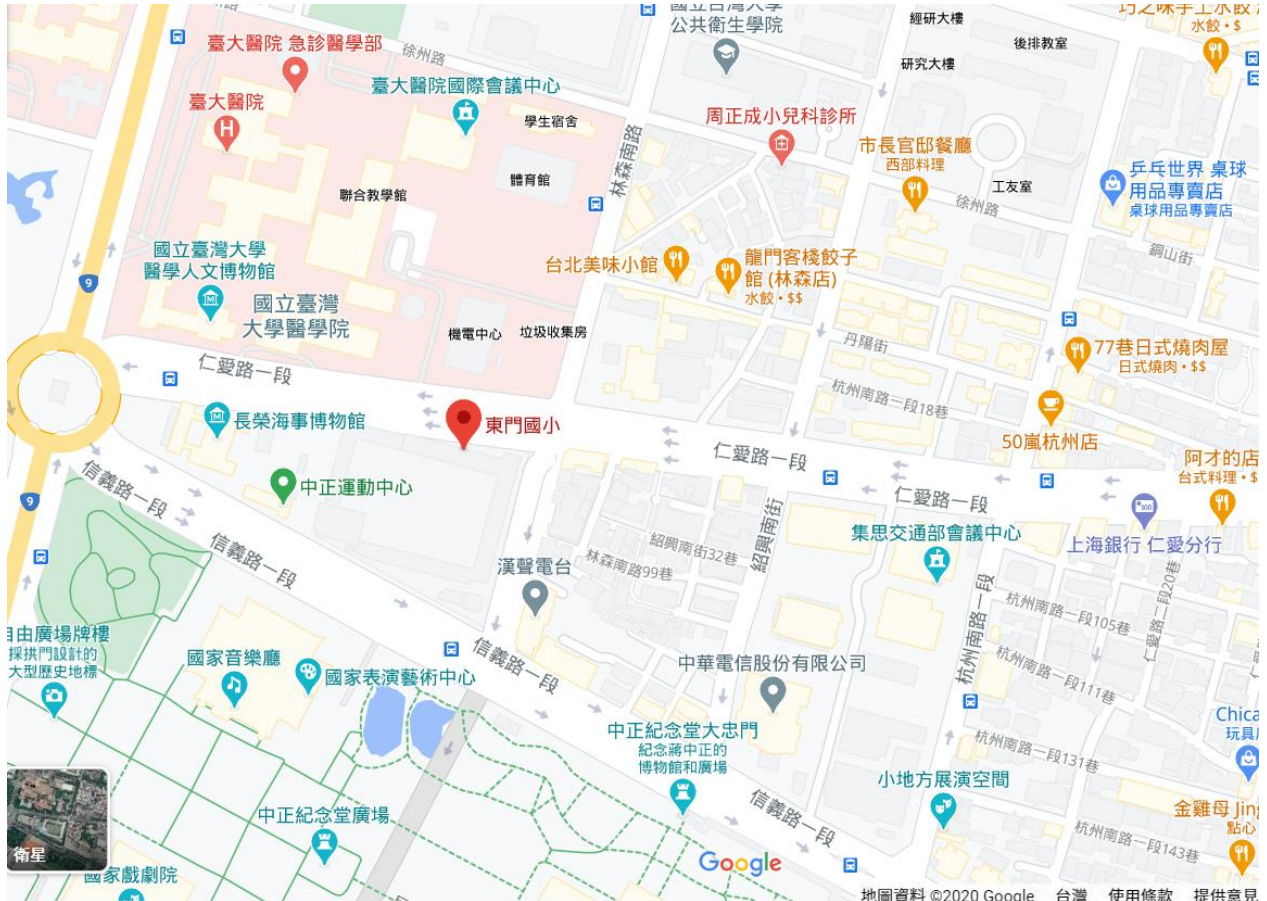 國立台灣大學
公共衛生學院
經研大樓
後排教室
巧之味手工水餃
水餃・$
臺大醫院 急診醫學部
徐州路
研究大樓
臺大醫院國際會議中心
臺大醫院
學生宿舍
周正成小兒科診所
林森南路
市長官邸餐廳
西部料理
乒乓世界 桌球
用品專賣店
桌球用品專賣店
體育館
聯合教學館
工友室
徐州路
國立臺灣大學
醫學人文博物館
台北美味小館
龍門客棧餃子
館 (林森店)
水餃・$$
銅山街
9
國立臺灣
大學醫學院
機電中心
垃圾收集房
丹陽街
77巷日式燒肉屋
日式燒肉・$$
仁愛路一段
杭州南路一段18巷
長榮海事博物館
東門國小
50嵐杭州店
仁愛路一段
阿才的店
台式料理・$
信義路一段
中正運動中心
9
仁愛路一段
上海銀行 仁愛分行
信義路一段
紹興南街
集思交通部會議中心
紹興南街32巷
林森南路99巷
漢聲電台
杭州南路一段
杭州南路一段105巷
仁愛路一段20巷
自由廣場牌樓
採拱門設計的
大型歷史地標
國家音樂廳
國家表演藝術中心
信義路一段
中華電信股份有限公司
杭州南路一段111巷
中正紀念堂大忠門
紀念蔣中正的
博物館和廣場
Chica
玩具
杭州南路一段131巷
小地方展演空間
信義路一段
中正紀念堂廣場
金雞母 Jing
點心
杭州南路一段143巷
衛星
Google
國家戲劇院
地圖資料 ©2020 Google 台灣 使用條款 提供意見